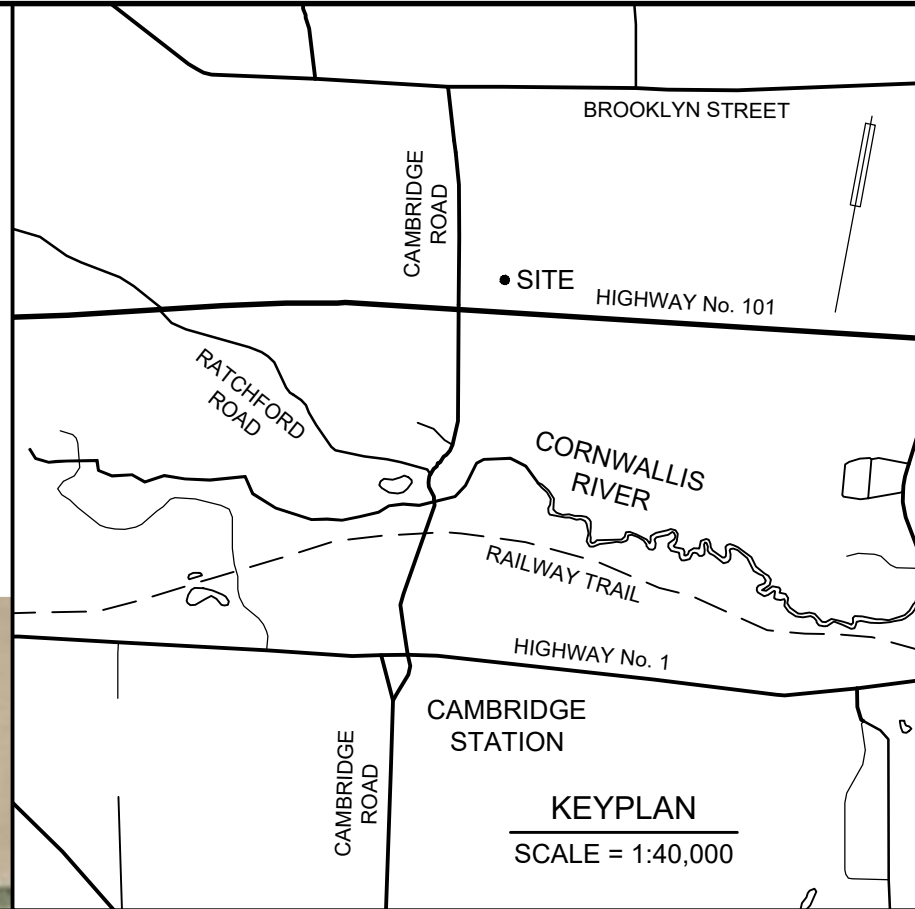 BROOKLYN STREET
CAMBRIDGE
ROAD
SITE
HIGHWAY No. 101
RATCHFORD
ROAD
CORNWALLIS
RIVER
RAILWAY TRAIL
HIGHWAY No. 1
CAMBRIDGE
STATION
CAMBRIDGE
ROAD
KEYPLAN
SCALE = 1:40,000